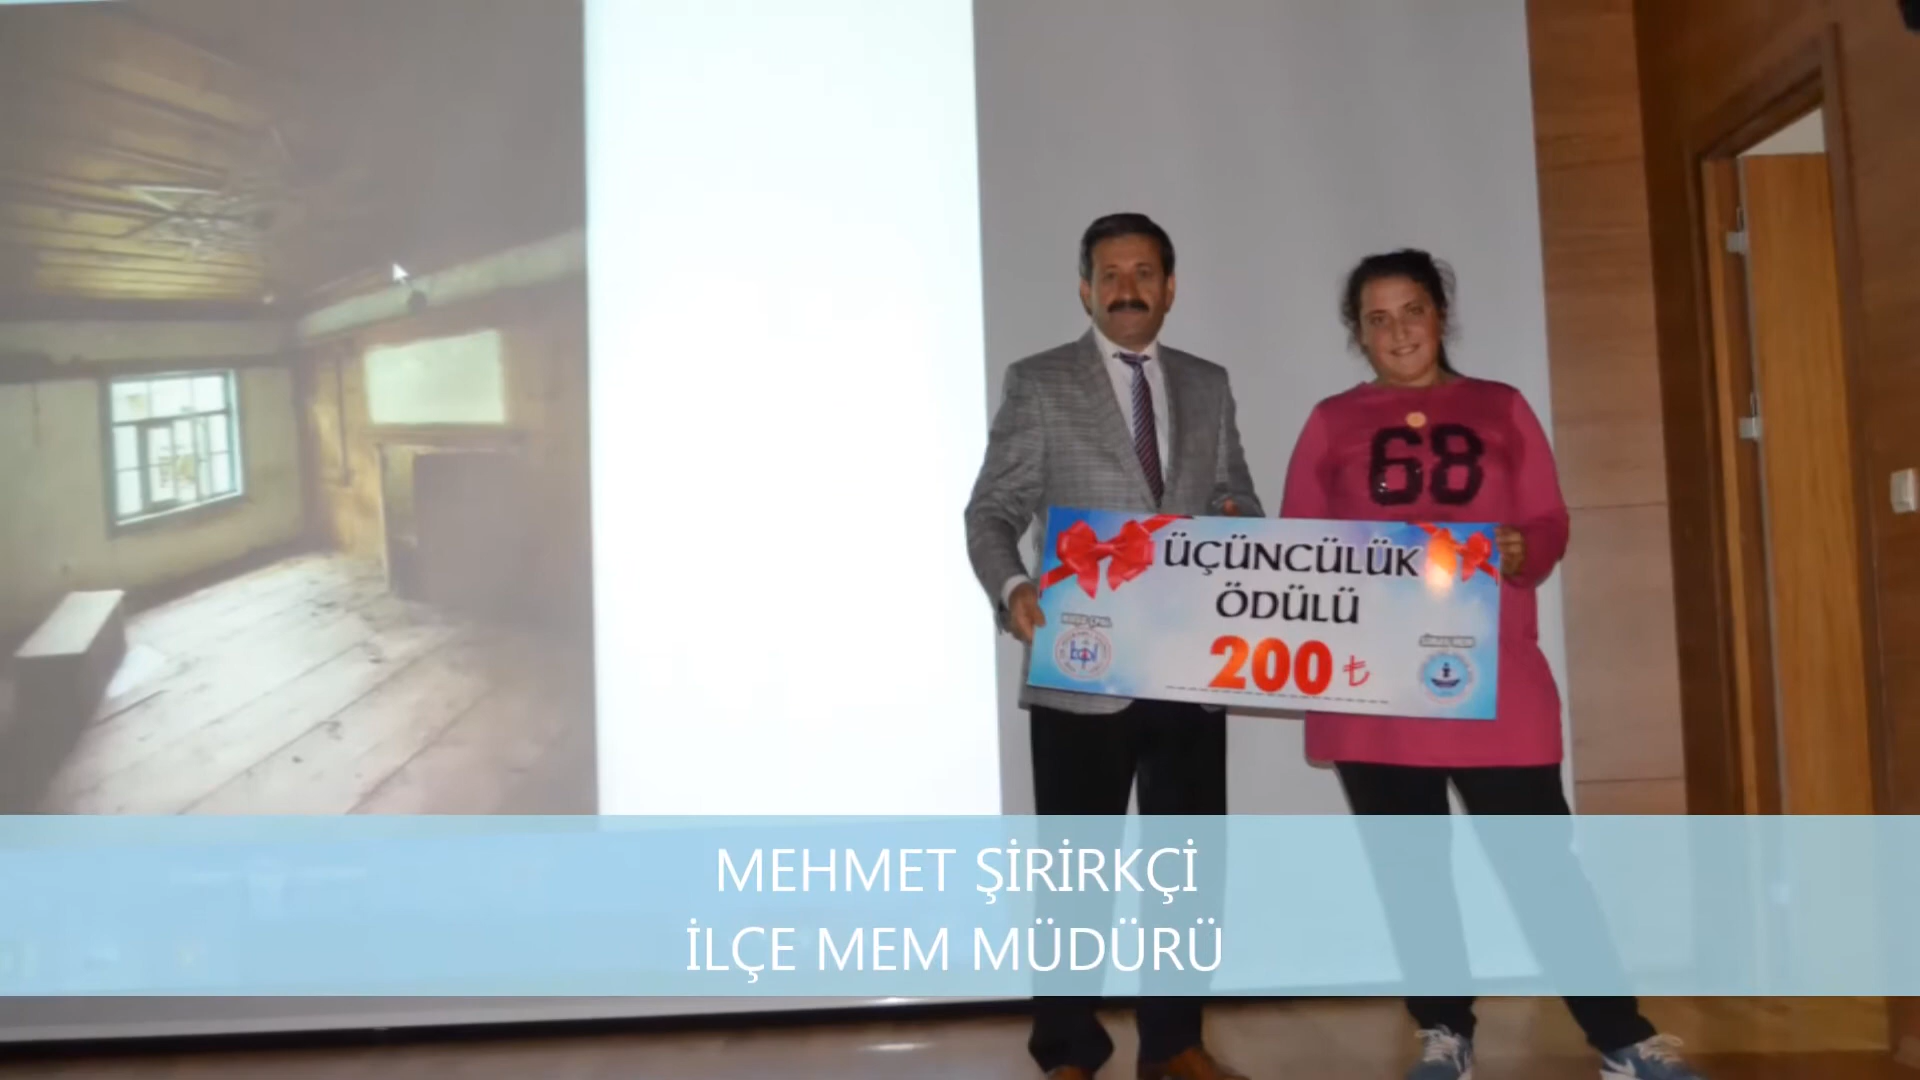 68
ÜÇÜNCÜLÜK
ÖDÜLÜ
200 ₺
MEHMET ŞİRİRKÇİ
İLÇE MEM MÜDÜRÜ